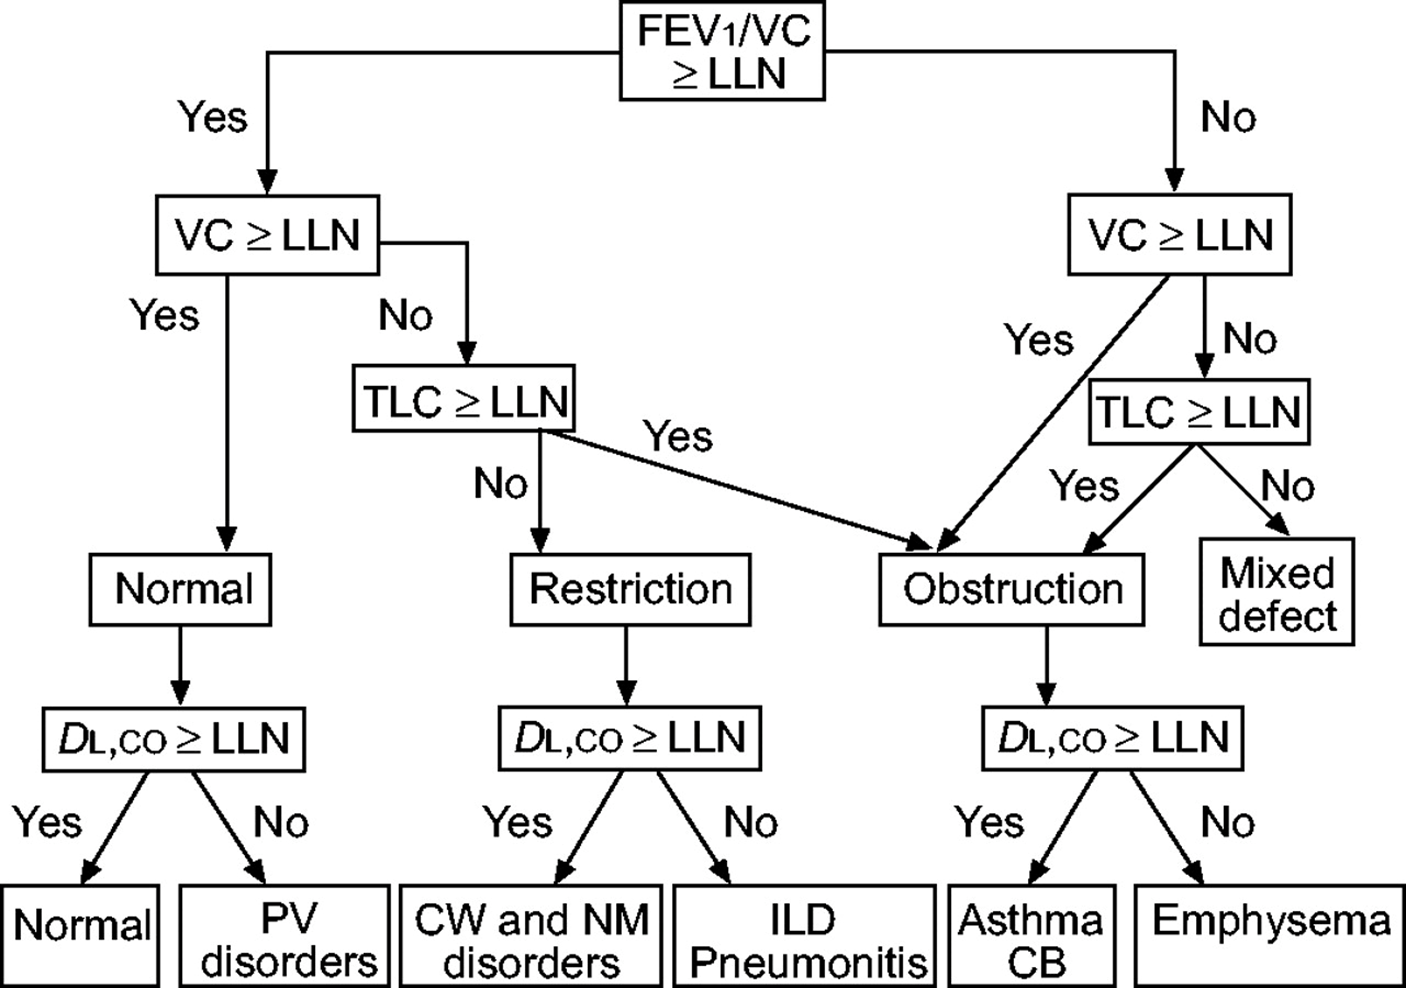 FEV1/VC
≥ LLN
Yes
No
VC ≥ LLN
VC ≥ LLN
Yes
No
Yes
No
TLC ≥ LLN
TLC ≥ LLN
Yes
No
Yes
No
Normal
Restriction
Obstruction
Mixed
defect
DL,CO ≥ LLN
DL,CO ≥ LLN
DL,CO ≥ LLN
Yes
No
Yes
No
Yes
No
Normal
PV
disorders
CW and NM
disorders
ILD
Pneumonitis
Asthma
CB
Emphysema